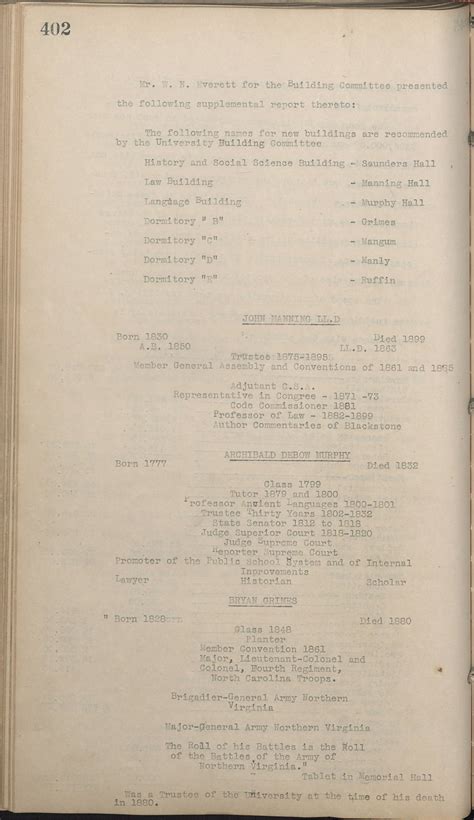 402
Mr. W. N. Everett for the Building Committee presented
the following supplemental report thereto:
The following names for new buildings are recommended
by the University Building Committee
History and Social Science Building - Saunders Hall
Law Building - Manning Hall
Language Building - Murphy Hall
Dormitory " B" - Grimes
Dormitory "C" - Mangum
Dormitory "D" - Manly
Dormitory "E" - Ruffin
JOHN MANNING LL.D
Born 1830 Died 1899
A.B. 1850 LL.D. 1883
Trustee 1875-1895
Member General Assembly and Conventions of 1861 and 1895
Adjutant C.S.A.
Representative in Congree - 1871 -73
Code Commissioner 1881
Professor of Law - 1882-1899
Author Commentaries of Blackstone
ARCHIBALD DEBOW MURPHY
Born 1777 Died 1832
Class 1799
Tutor 1879 and 1800
Professor Ancient Languages 1800-1801
Trustee Thirty Years 1802-1832
State Senator 1812 to 1818
Judge Superior Court 1818-1820
Judge Supreme Court
Reporter Supreme Court
Promoter of the Public School System and of Internal
Inprovements
Lawyer Historian Scholar
BRYAN GRIMES
" Born 1828 Died 1880
Class 1848
Planter
Member Convention 1861
Major, Lieutenant-Colonel and
Colonel, Fourth Regiment,
North Carolina Troops.
Brigadier-General Army Northern
Virginia
Major-General Army Northern Virginia
The Roll of his Battles is the Roll
of the Battles of the Army of
Northern Virginia."
Tablet in Memorial Hall
Was a Trustee of the University at the time of his death
in 1880.